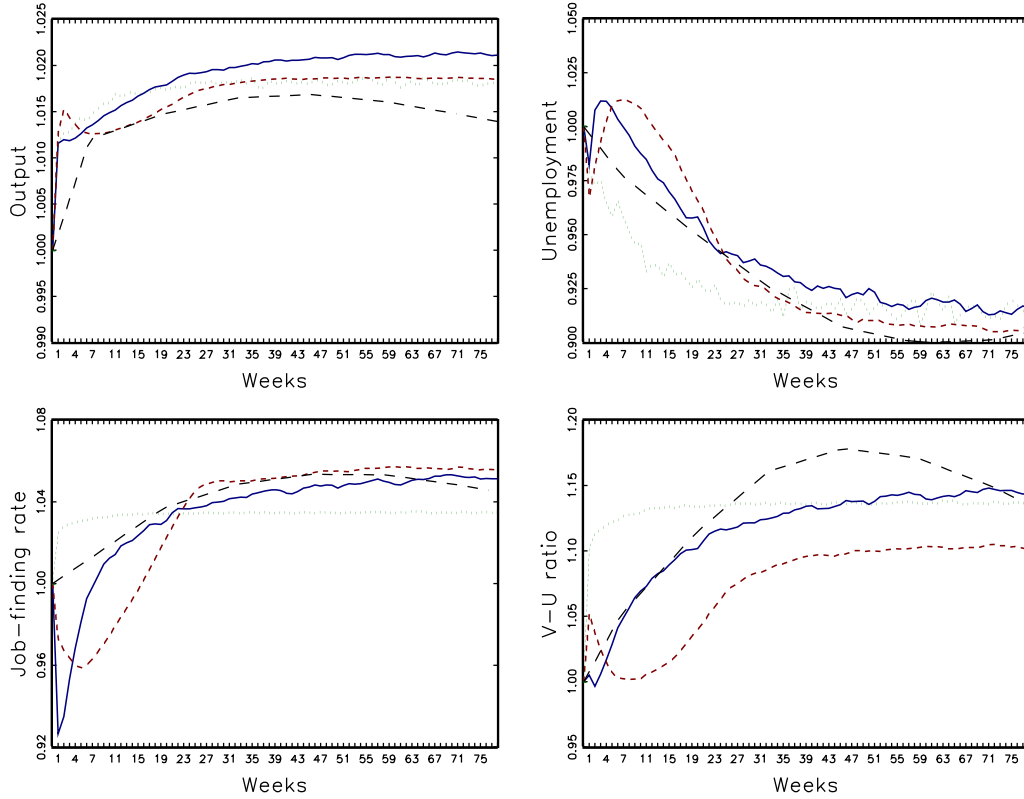 Output
0.990 0.995 1.000 1.005 1.010 1.015 1.020 1.025
1 4 7 11 15 19 23 27 31 35 39 43 47 51 55 59 63 67 71 75
Weeks
Unemployment
0.900 0.925 0.950 0.975 1.000 1.025 1.050
1 4 7 11 15 19 23 27 31 35 39 43 47 51 55 59 63 67 71 75
Weeks
Job-finding rate
0.92 0.96 1.00 1.04 1.08
1 4 7 11 15 19 23 27 31 35 39 43 47 51 55 59 63 67 71 75
Weeks
V-U ratio
0.95 1.00 1.05 1.10 1.15 1.20
1 4 7 11 15 19 23 27 31 35 39 43 47 51 55 59 63 67 71 75
Weeks